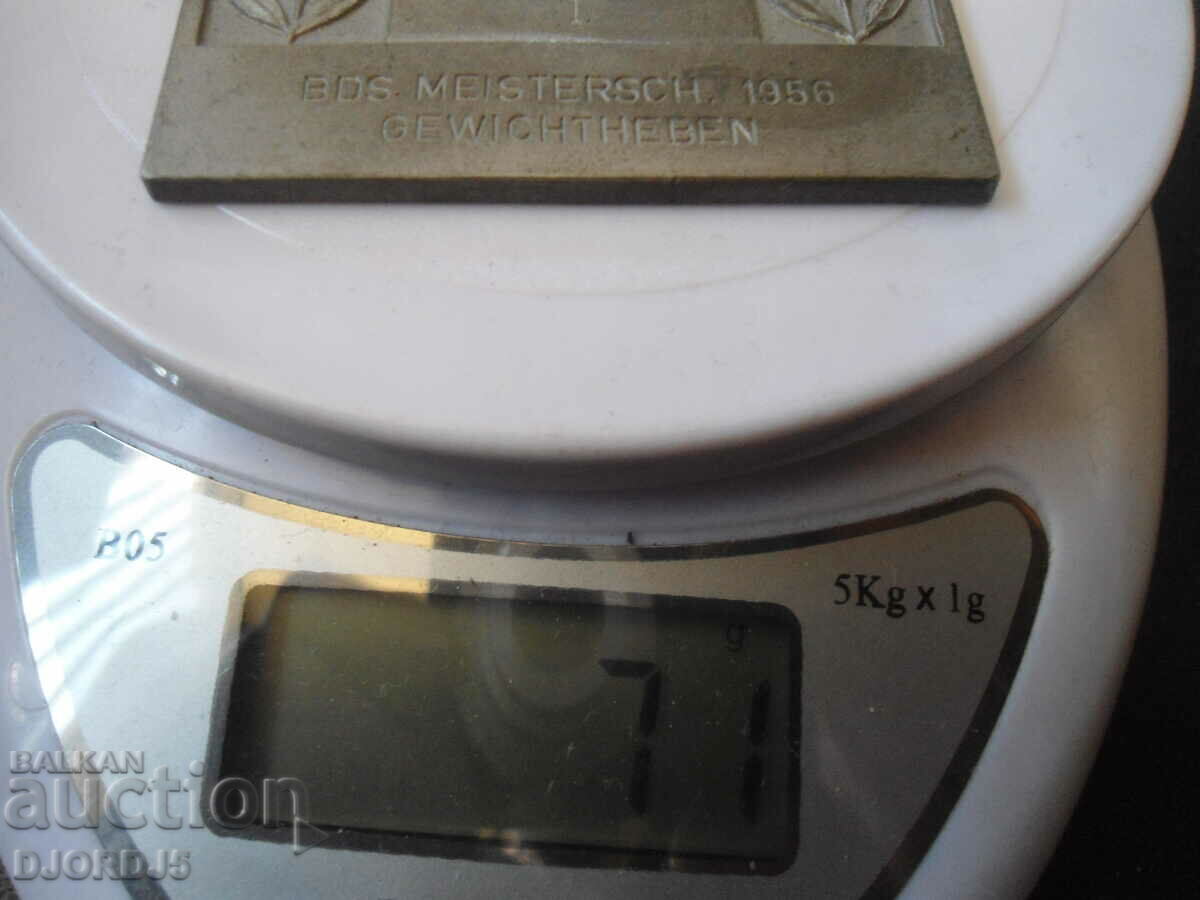 BDS. MEISTERSCH. 1956
GEWICHTHEBEN
B05
5Kg x 1g
g
71
BALKAN
auction
DJORDJ5